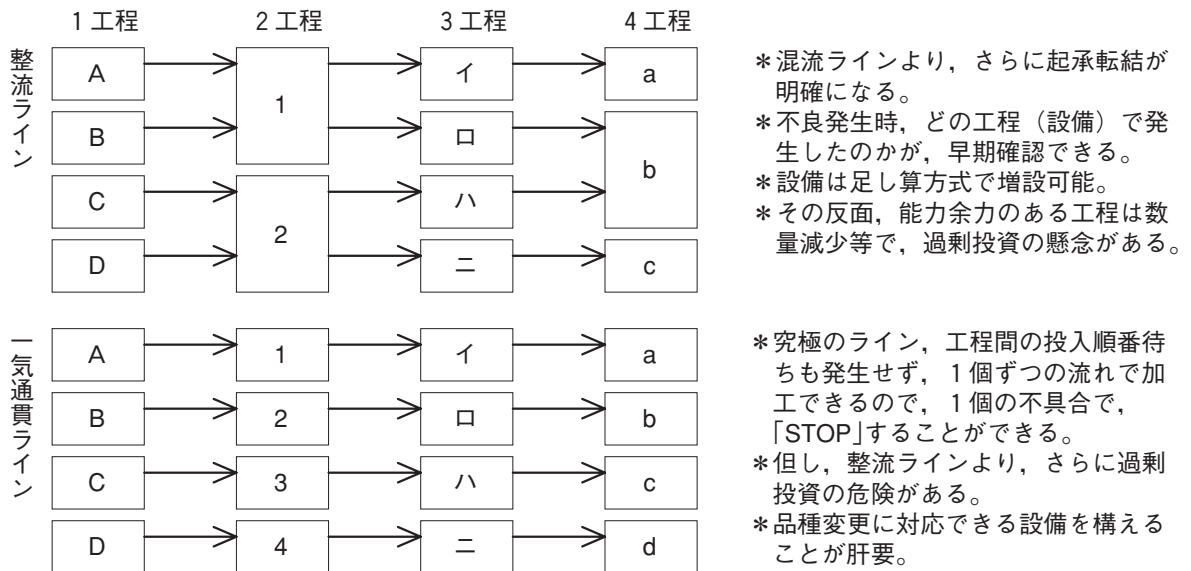 1工程 2工程 3工程 4工程
整流ライン
A 1 イ a
B ロ b
C 2 ハ
D ニ c
＊混流ラインより，さらに起承転結が
明確になる。
＊不良発生時，どの工程（設備）で発
生したのかが，早期確認できる。
＊設備は足し算方式で増設可能。
＊その反面，能力余力のある工程は数
量減少等で，過剰投資の懸念がある。
一気通貫ライン
A 1 イ a
B 2 ロ b
C 3 ハ c
D 4 ニ d
＊究極のライン，工程間の投入順番待
ちも発生せず，1個ずつの流れで加
工できるので，1個の不具合で，
「STOP」することができる。
＊但し，整流ラインより，さらに過剰
投資の危険がある。
＊品種変更に対応できる設備を構える
ことが肝要。